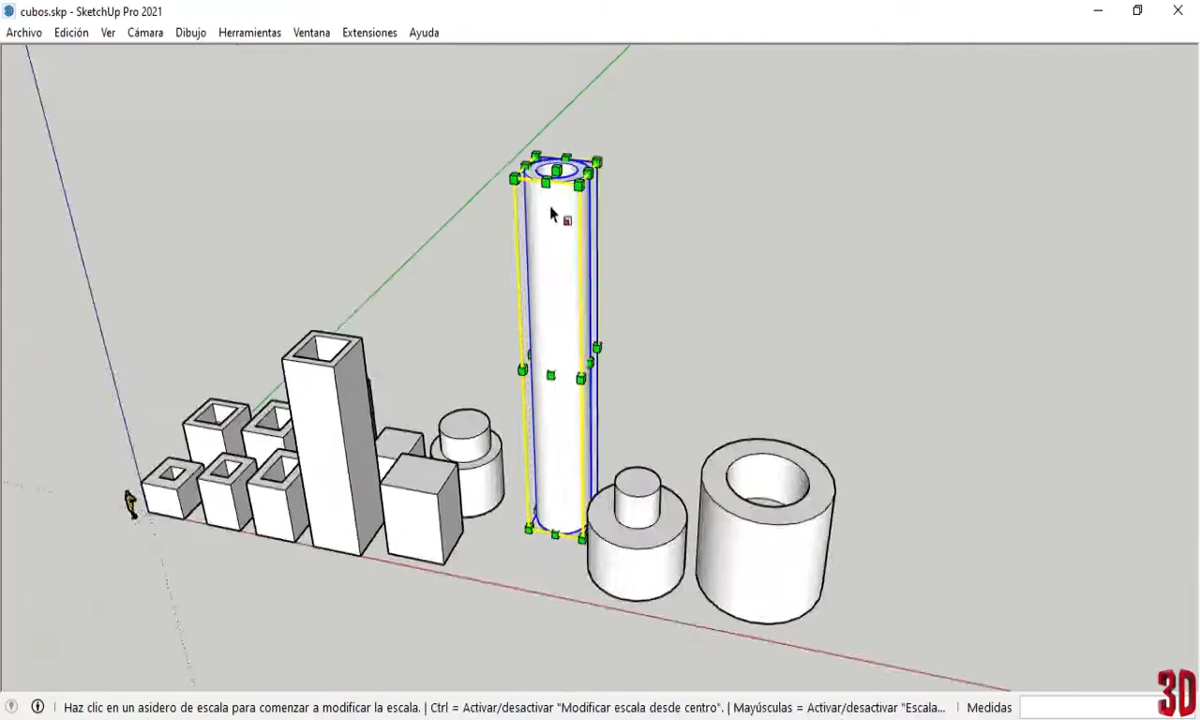 cubos.skp - SketchUp Pro 2021
Archivo Edición Ver Cámara Dibujo Herramientas Ventana Extensiones Ayuda
3D
Haz clic en un asidero de escala para comenzar a modificar la escala. | Ctrl = Activar/desactivar "Modificar escala desde centro". | Mayúsculas = Activar/desactivar "Escala... Medidas